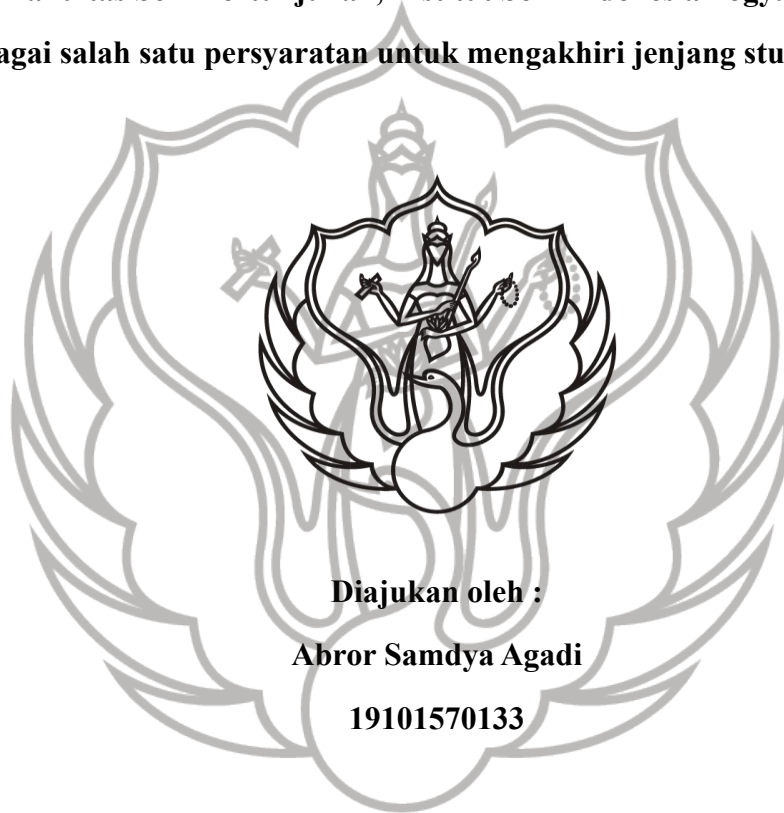 agai salah satu persyaratan untuk mengakhiri jenjang stu
Diajukan oleh :
Abror Samdya Agadi
19101570133